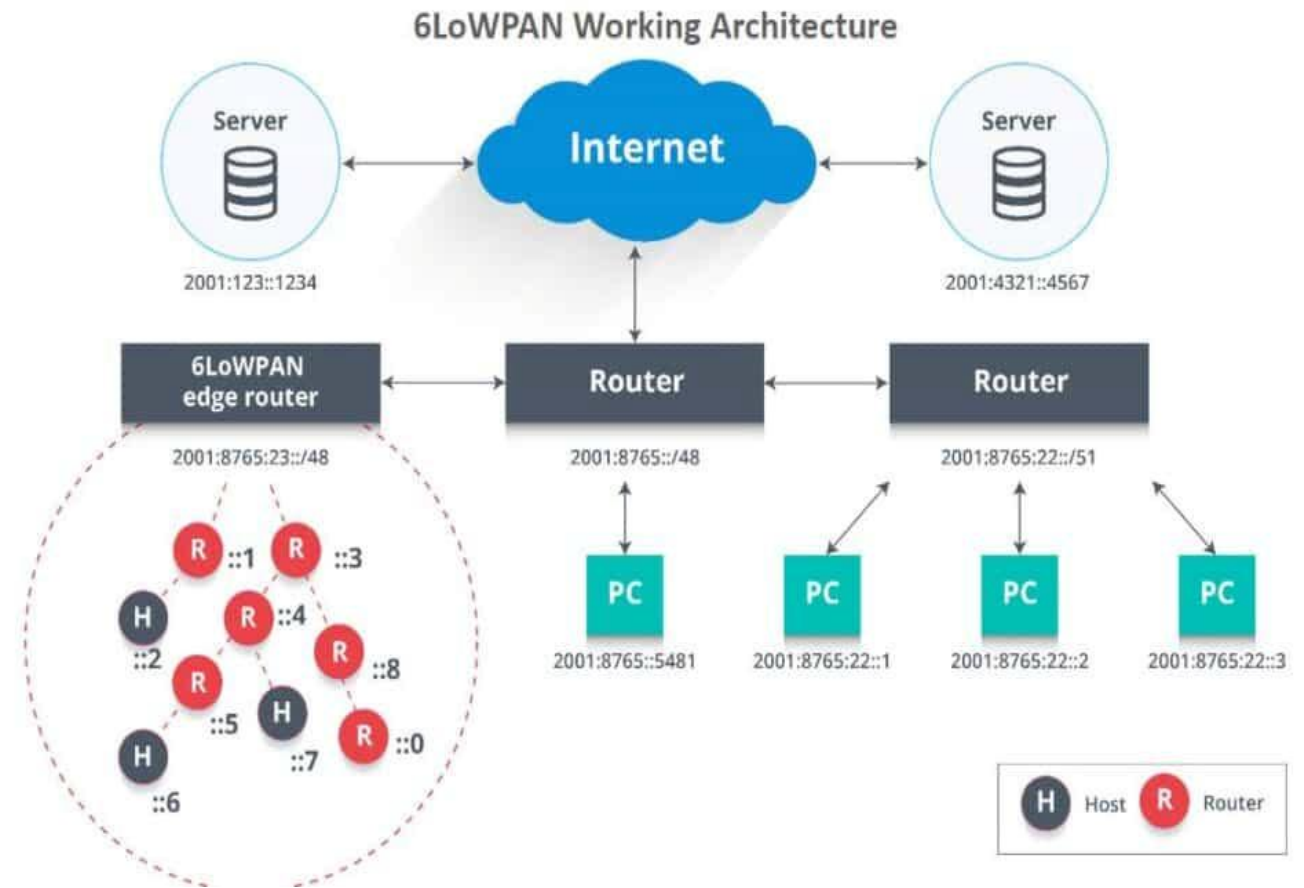 6LoWPAN Working Architecture
Server
Internet
Server
2001:123::1234
2001:4321::4567
6LoWPAN
edge router
Router
Router
2001:8765:23::/48
2001:8765::/48
2001:8765:22::/51
R
::1
R
::3
H
::2
R
::4
R
::8
R
::5
H
::7
R
::0
H
::6
PC
PC
PC
PC
2001:8765::5481
2001:8765:22::1
2001:8765:22::2
2001:8765:22::3
H
Host
R
Router